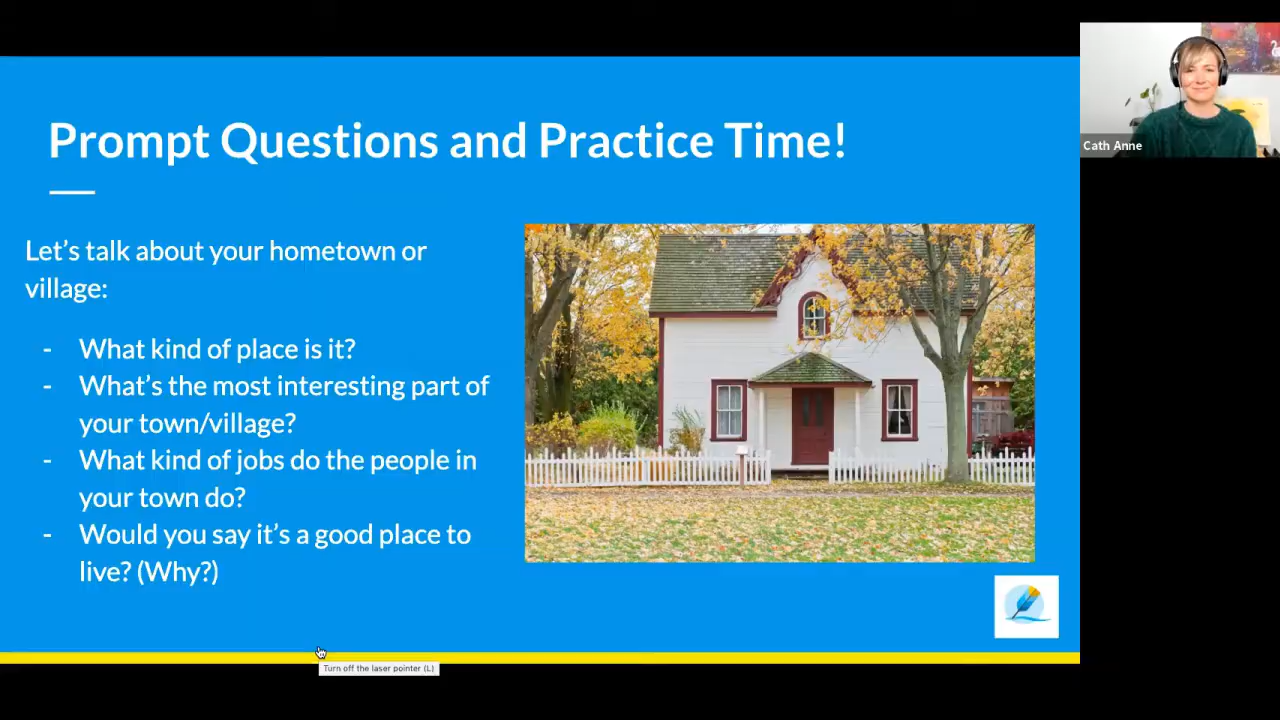 Prompt Questions and Practice Time!
Let's talk about your hometown or
village:
- What kind of place is it?
- What's the most interesting part of
your town/village?
- What kind of jobs do the people in
your town do?
- Would you say it's a good place to
live? (Why?)
Cath Anne
Turn off the laser pointer (L)